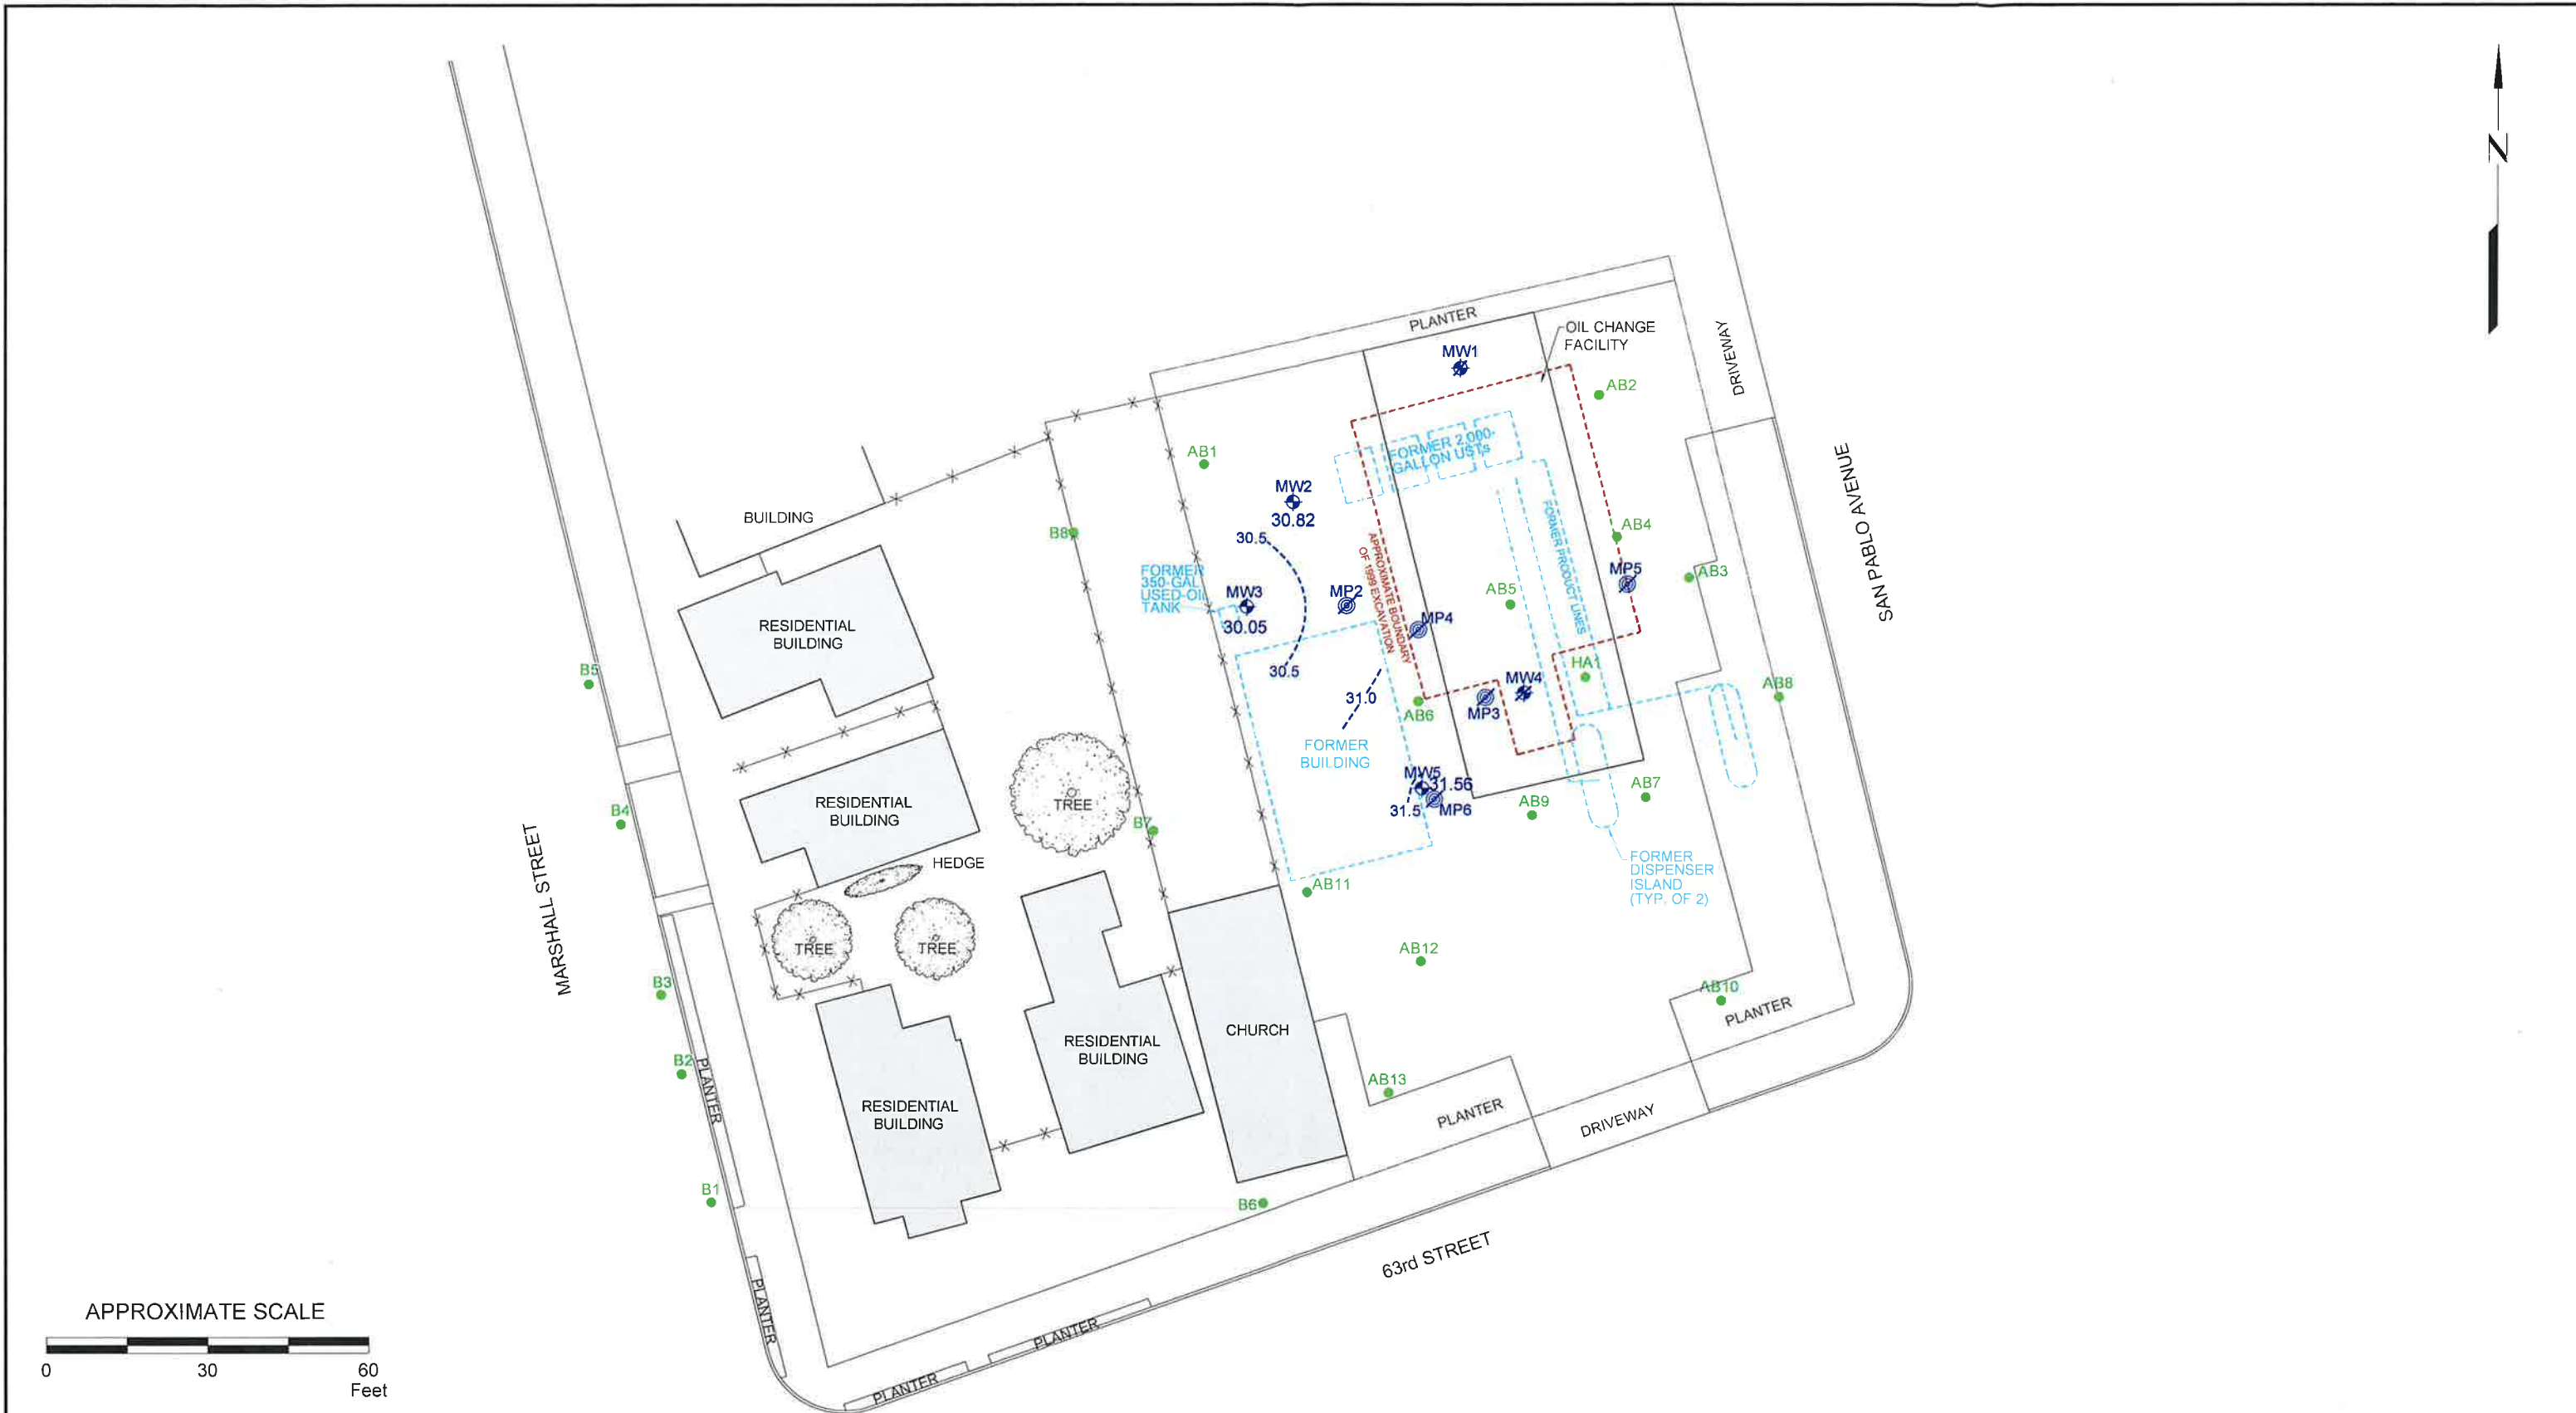 N
PLANTER
OIL CHANGE
FACILITY
DRIVEWAY
MW1
AB2
FORMER 2,000-
GALLON USTs
AB1
MW2
30.82
30.5
AB4
SAN PABLO AVENUE
BUILDING
B8
FORMER
350-GAL
USED-OIL
TANK
MW3
30.05
MP2
APPROXIMATE BOUNDARY
OF 1999 EXCAVATION
FORMER PRODUCT LINES
AB5
MP5
AB3
MP4
RESIDENTIAL
BUILDING
B5
30.5
HA1
MW4
AB8
31.0
AB6
MP3
FORMER
BUILDING
MW5
31.56
31.5
MP6
AB7
AB9
RESIDENTIAL
BUILDING
TREE
B4
B7
HEDGE
MARSHALL STREET
FORMER
DISPENSER
ISLAND
(TYP. OF 2)
AB11
TREE
TREE
AB12
B3
AB10
PLANTER
CHURCH
RESIDENTIAL
BUILDING
B2
PLANTER
AB13
RESIDENTIAL
BUILDING
PLANTER
DRIVEWAY
B1
B6
63rd STREET
PLANTER
PLANTER
PLANTER
APPROXIMATE SCALE
0
30
60
Feet